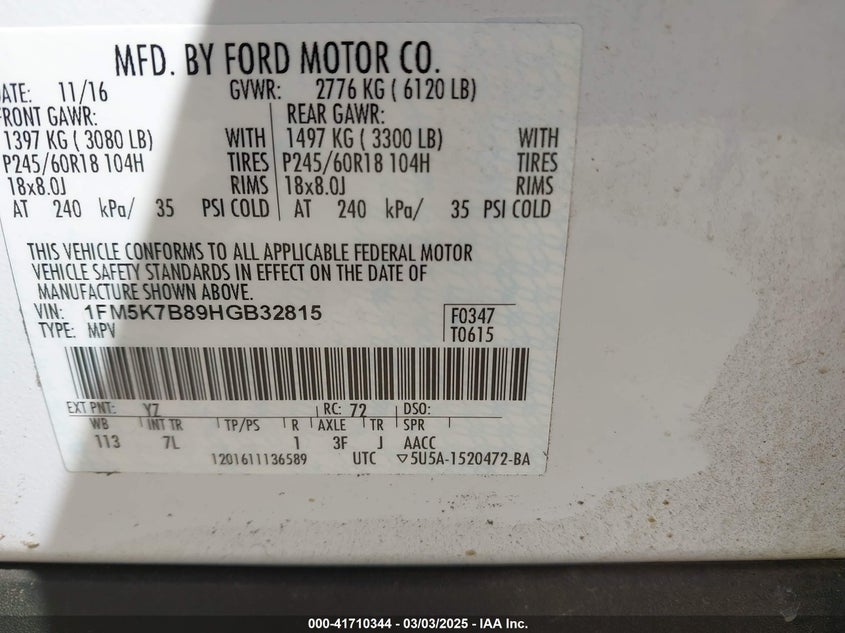 MFD. BY FORD MOTOR CO.
DATE: 11/16 GVWR: 2776 KG ( 6120 LB)
FRONT GAWR: REAR GAWR:
1397 KG ( 3080 LB) WITH 1497 KG ( 3300 LB) WITH
P245/60R18 104H TIRES P245/60R18 104H TIRES
18x8.0J RIMS 18x8.0J RIMS
AT 240 kPa/ 35 PSI COLD AT 240 kPa/ 35 PSI COLD
THIS VEHICLE CONFORMS TO ALL APPLICABLE FEDERAL MOTOR
VEHICLE SAFETY STANDARDS IN EFFECT ON THE DATE OF
MANUFACTURE SHOWN ABOVE.
VIN: 1FM5K7B89HGB32815 F0347
TYPE: MPV T0615
EXT PNT: YZ RC: 72 DSO:
WB INT TR TP/PS R AXLE TR SPR
113 7L 1 3F J AACC
1201611136589 UTC ▽5U5A-1520472-BA
000-41710344 - 03/03/2025 - IAA Inc.